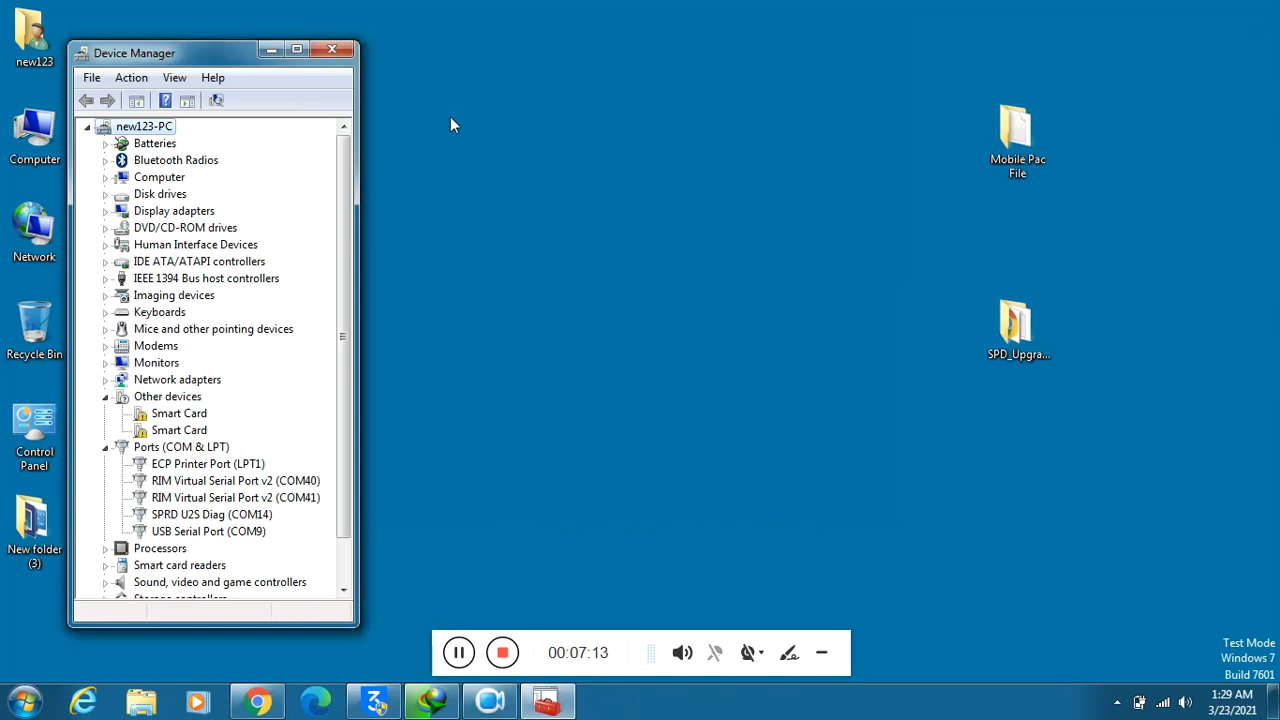 new123
Computer
Network
Recycle Bin
Control
Panel
New folder
(3)
Device Manager
File Action View Help
new123-PC
Batteries
Bluetooth Radios
Computer
Disk drives
Display adapters
DVD/CD-ROM drives
Human Interface Devices
IDE ATA/ATAPI controllers
IEEE 1394 Bus host controllers
Imaging devices
Keyboards
Mice and other pointing devices
Modems
Monitors
Network adapters
Other devices
Smart Card
Smart Card
Ports (COM & LPT)
ECP Printer Port (LPT1)
RIM Virtual Serial Port v2 (COM40)
RIM Virtual Serial Port v2 (COM41)
SPRD U2S Diag (COM14)
USB Serial Port (COM9)
Processors
Smart card readers
Sound, video and game controllers
Storage controllers
Mobile Pac
File
SPD_Upgra...
00:07:13
Test Mode
Windows 7
Build 7601
1:29 AM
3/23/2021